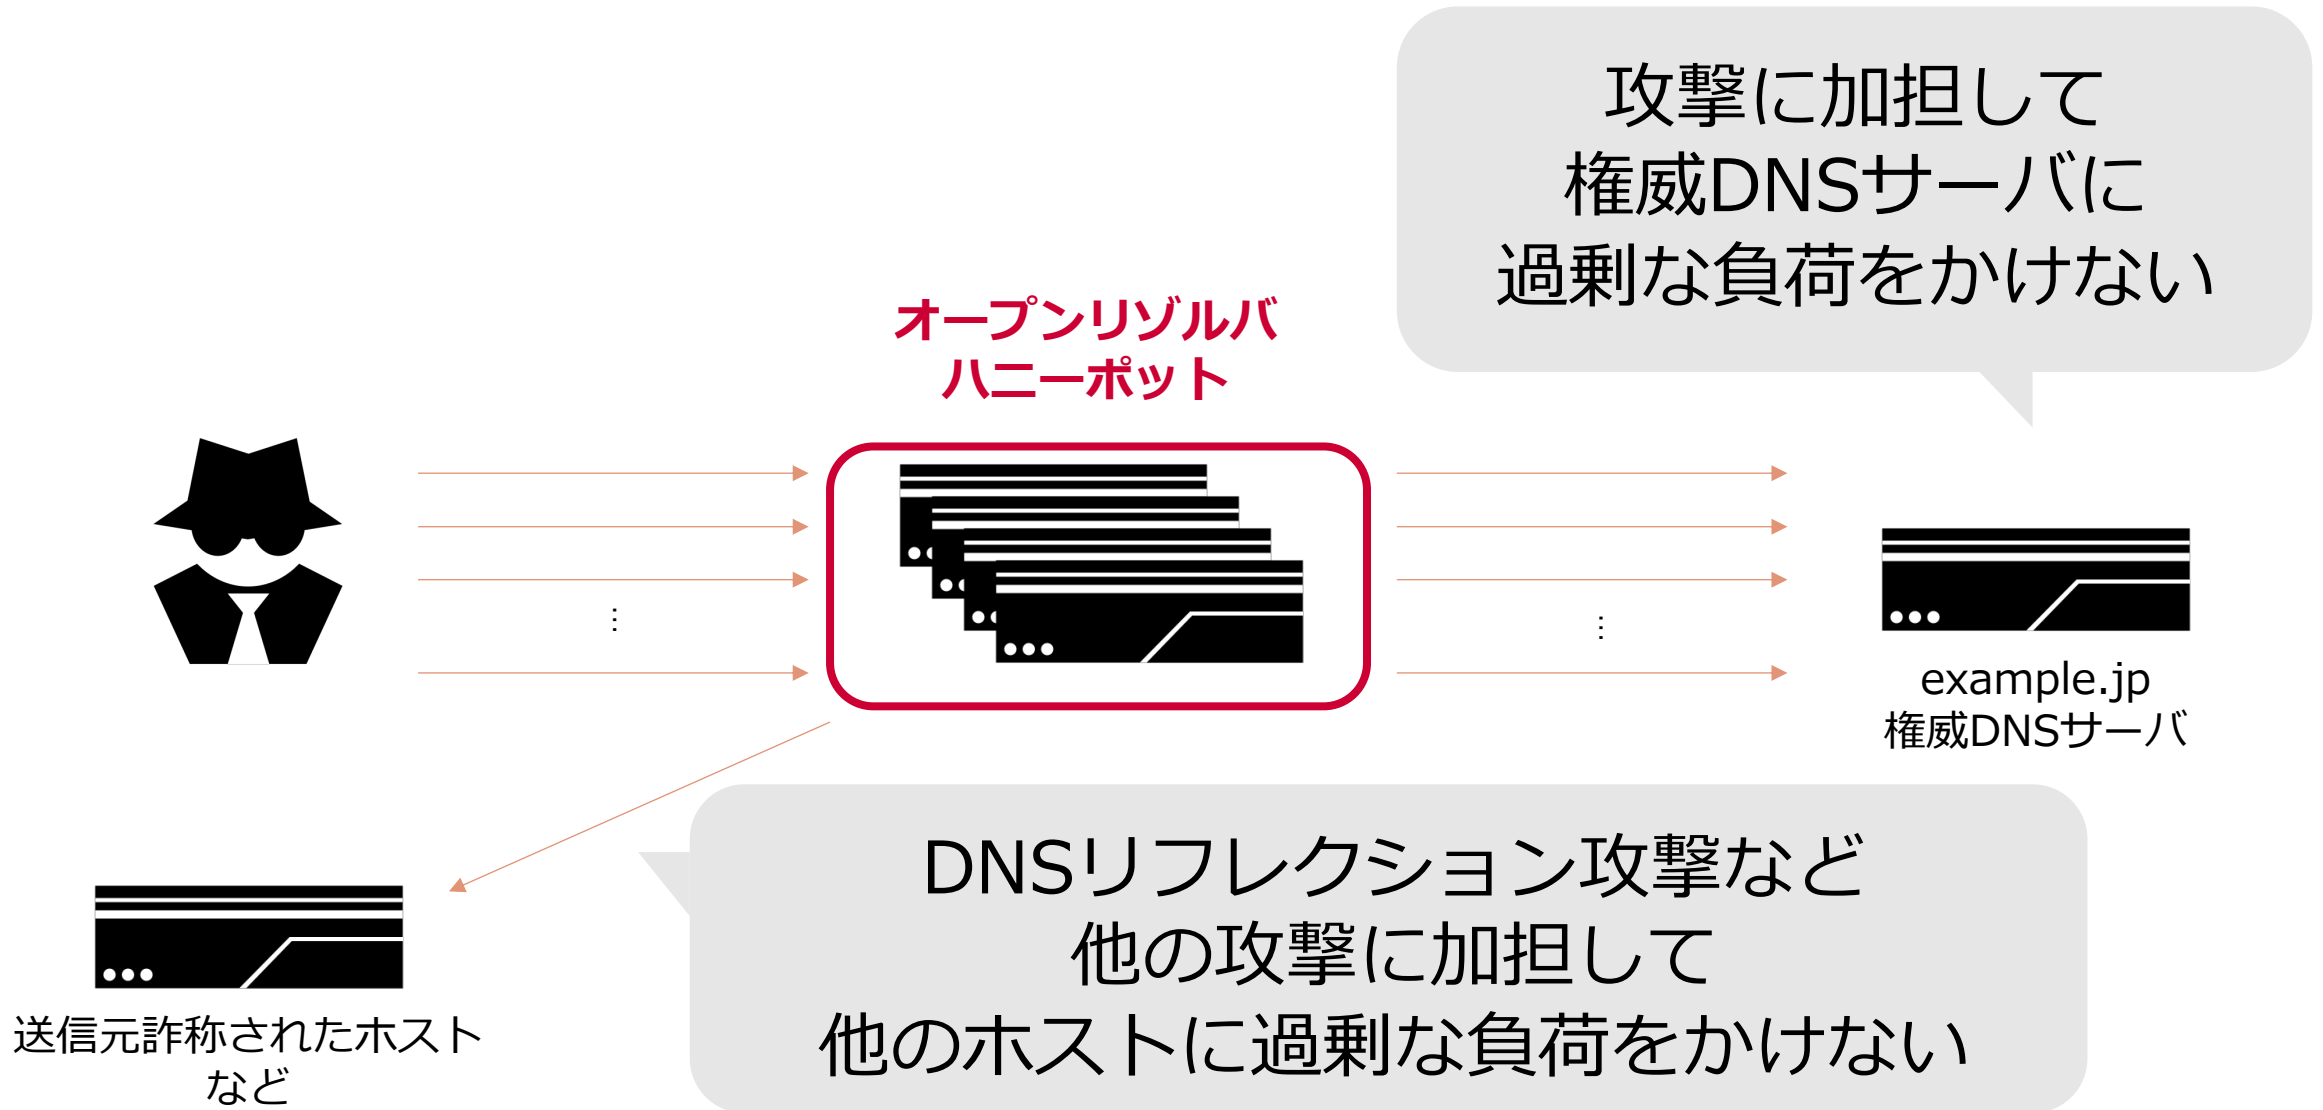 攻撃に加担して
権威DNSサーバに
過剰な負荷をかけない
オープンリゾルバ
ハニーポット
⋮
⋮
example.jp
権威DNSサーバ
DNSリフレクション攻撃など
他の攻撃に加担して
他のホストに過剰な負荷をかけない
送信元詐称されたホスト
など